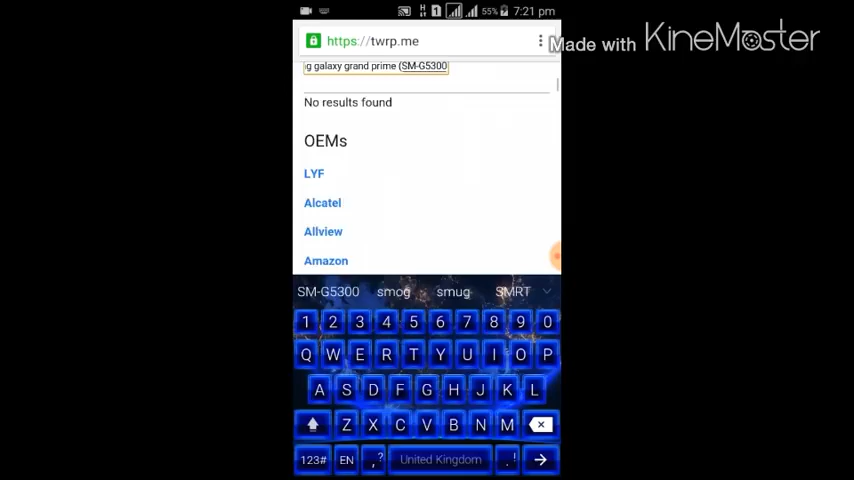 H 1 55% 7:21 pm
https://twrp.me
Made with KINEMASTER
g galaxy grand prime (SM-G5300
No results found
OEMs
LYF
Alcatel
Allview
Amazon
SM-G5300 smog smug SMRT
1 2 3 4 5 6 7 8 9 0
Q W E R T Y U I O P
A S D F G H J K L
Z X C V B N M
123# EN ,? United Kingdom .!